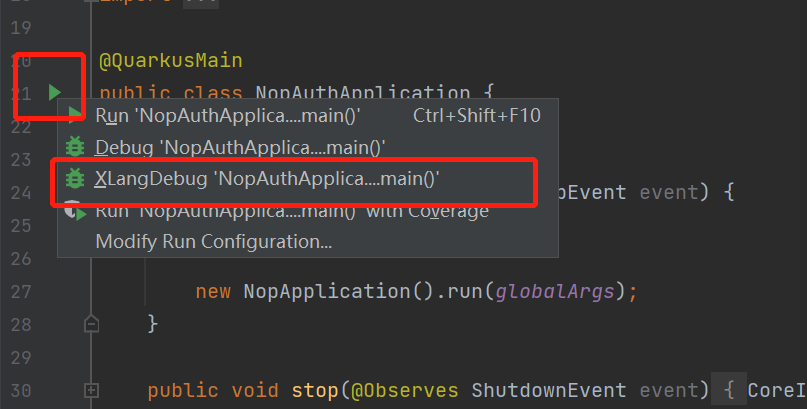 import ...
19
20 @QuarkusMain
21 public class NopAuthApplication {
22 Run 'NopAuthApplica....main()' Ctrl+Shift+F10
Debug 'NopAuthApplica....main()'
23
XLangDebug 'NopAuthApplica....main()'
24 pEvent event) {
25 Run 'NopAuthApplica....main()' with Coverage
26 Modify Run Configuration...
27 new NopApplication().run(globalArgs);
28 }
29
30 public void stop(@Observes ShutdownEvent event) { CoreI